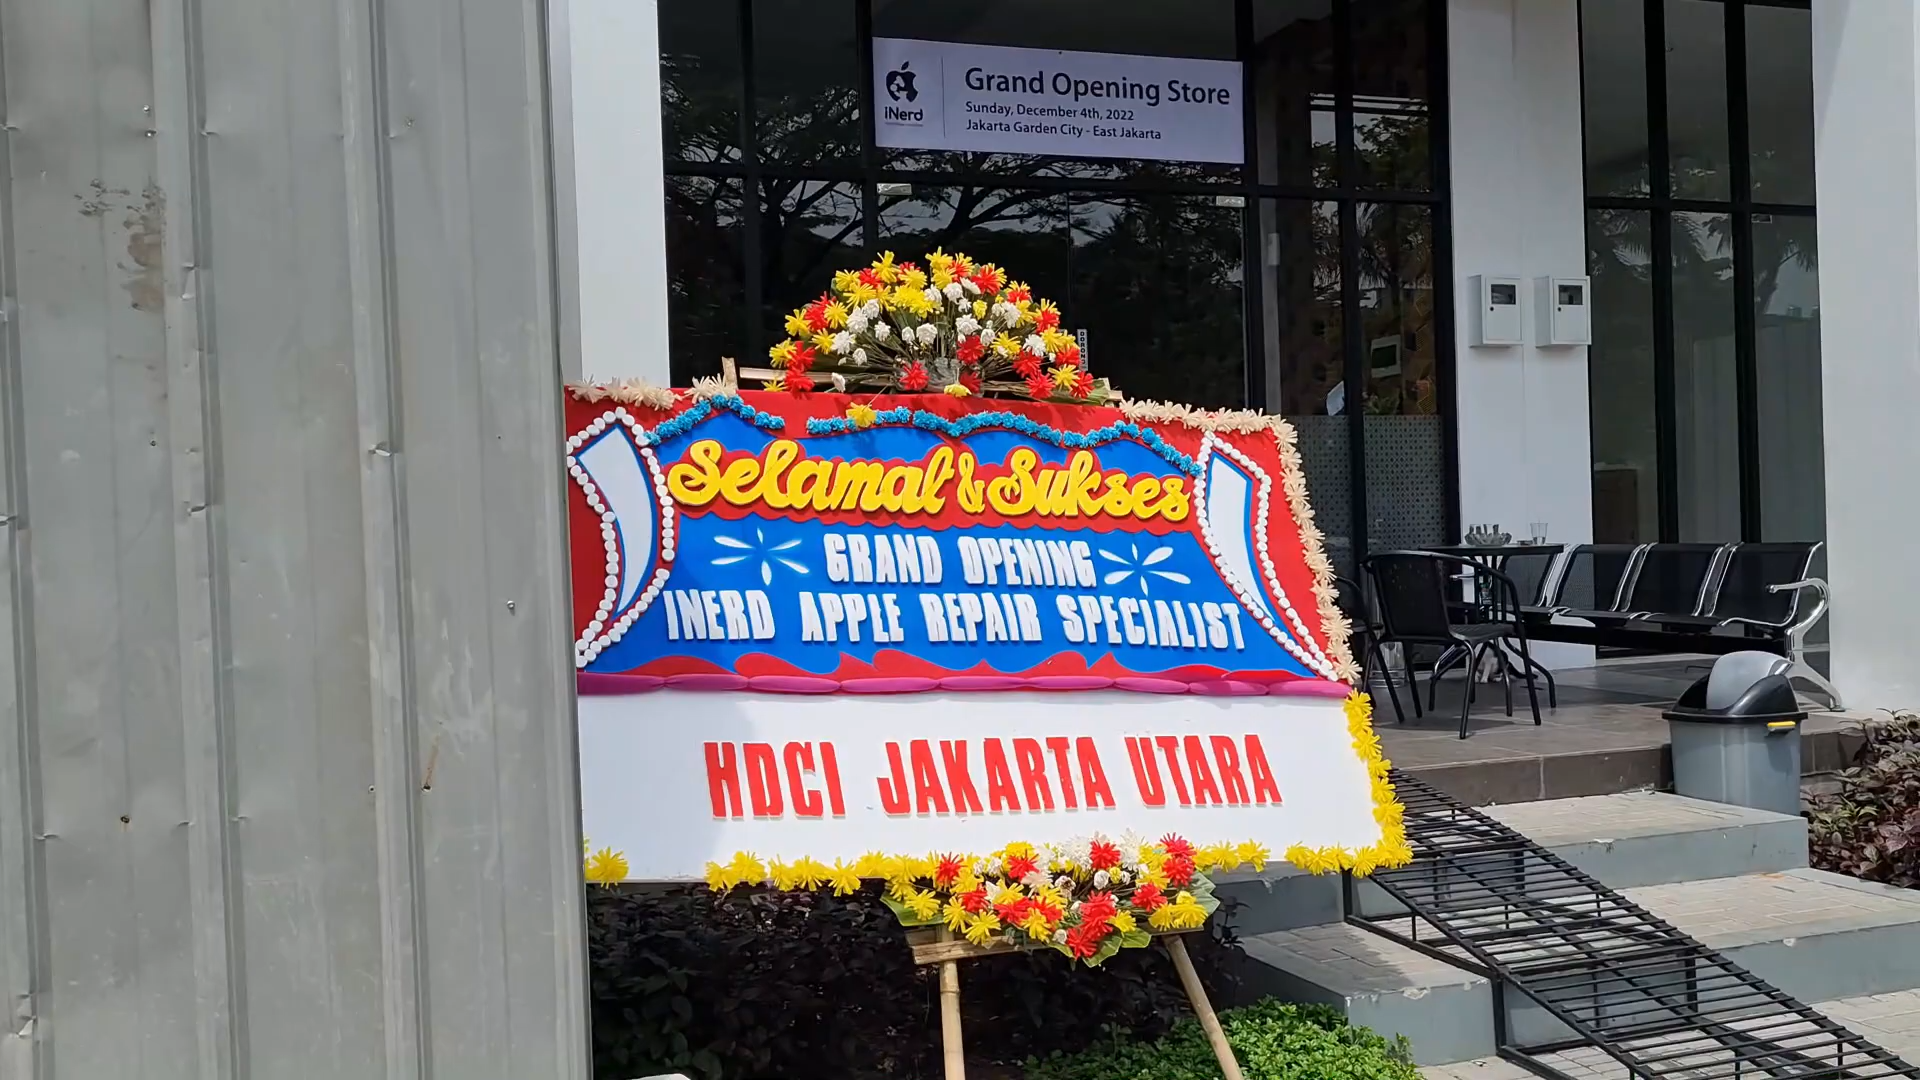 Grand Opening Store
Sunday, December 4th, 2022
Jakarta Garden City - East Jakarta
iNerd
Selamat & Sukses
GRAND OPENING
INERD APPLE REPAIR SPECIALIST
HDCI JAKARTA UTARA